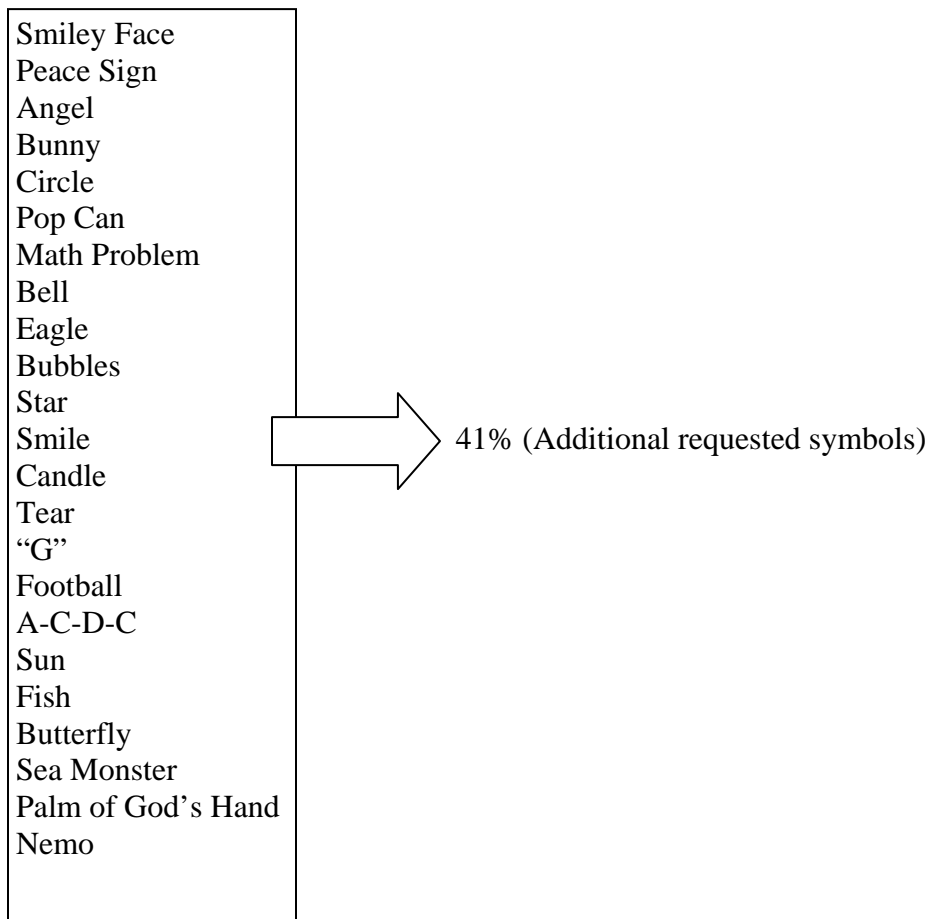 Smiley Face
Peace Sign
Angel
Bunny
Circle
Pop Can
Math Problem
Bell
Eagle
Bubbles
Star
Smile
Candle
Tear
“G”
Football
A-C-D-C
Sun
Fish
Butterfly
Sea Monster
Palm of God’s Hand
Nemo
41% (Additional requested symbols)